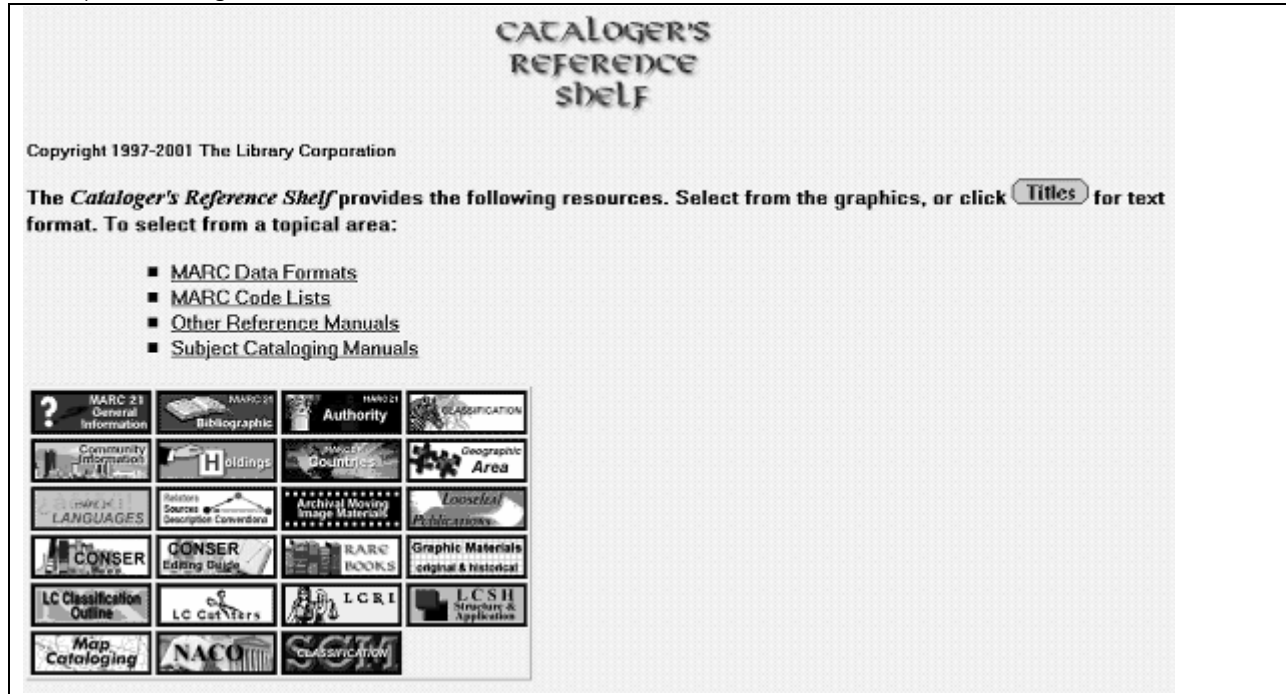 CATALOGER'S
REFERENCE
SHELF
Copyright 1997-2001 The Library Corporation
The Cataloger's Reference Shelf provides the following resources. Select from the graphics, or click Titles for text
format. To select from a topical area:
MARC Data Formats
MARC Code Lists
Other Reference Manuals
Subject Cataloging Manuals
? MARC 21 General Information
MARC 21 Bibliographic
MARC 21 Authority
CLASSIFICATION
Community Information
Holdings
Countries
Geographic Area
LANGUAGES
Relators Sources Description Conventions
Archival Moving Image Materials
Looseleaf Publications
CONSER
CONSER Editing Guide
RARE BOOKS
Graphic Materials original & historical
LC Classification Outline
LC Cutters
LCRI
LCSH Structure & Application
Map Cataloging
NACO
SCM CLASSIFICATION